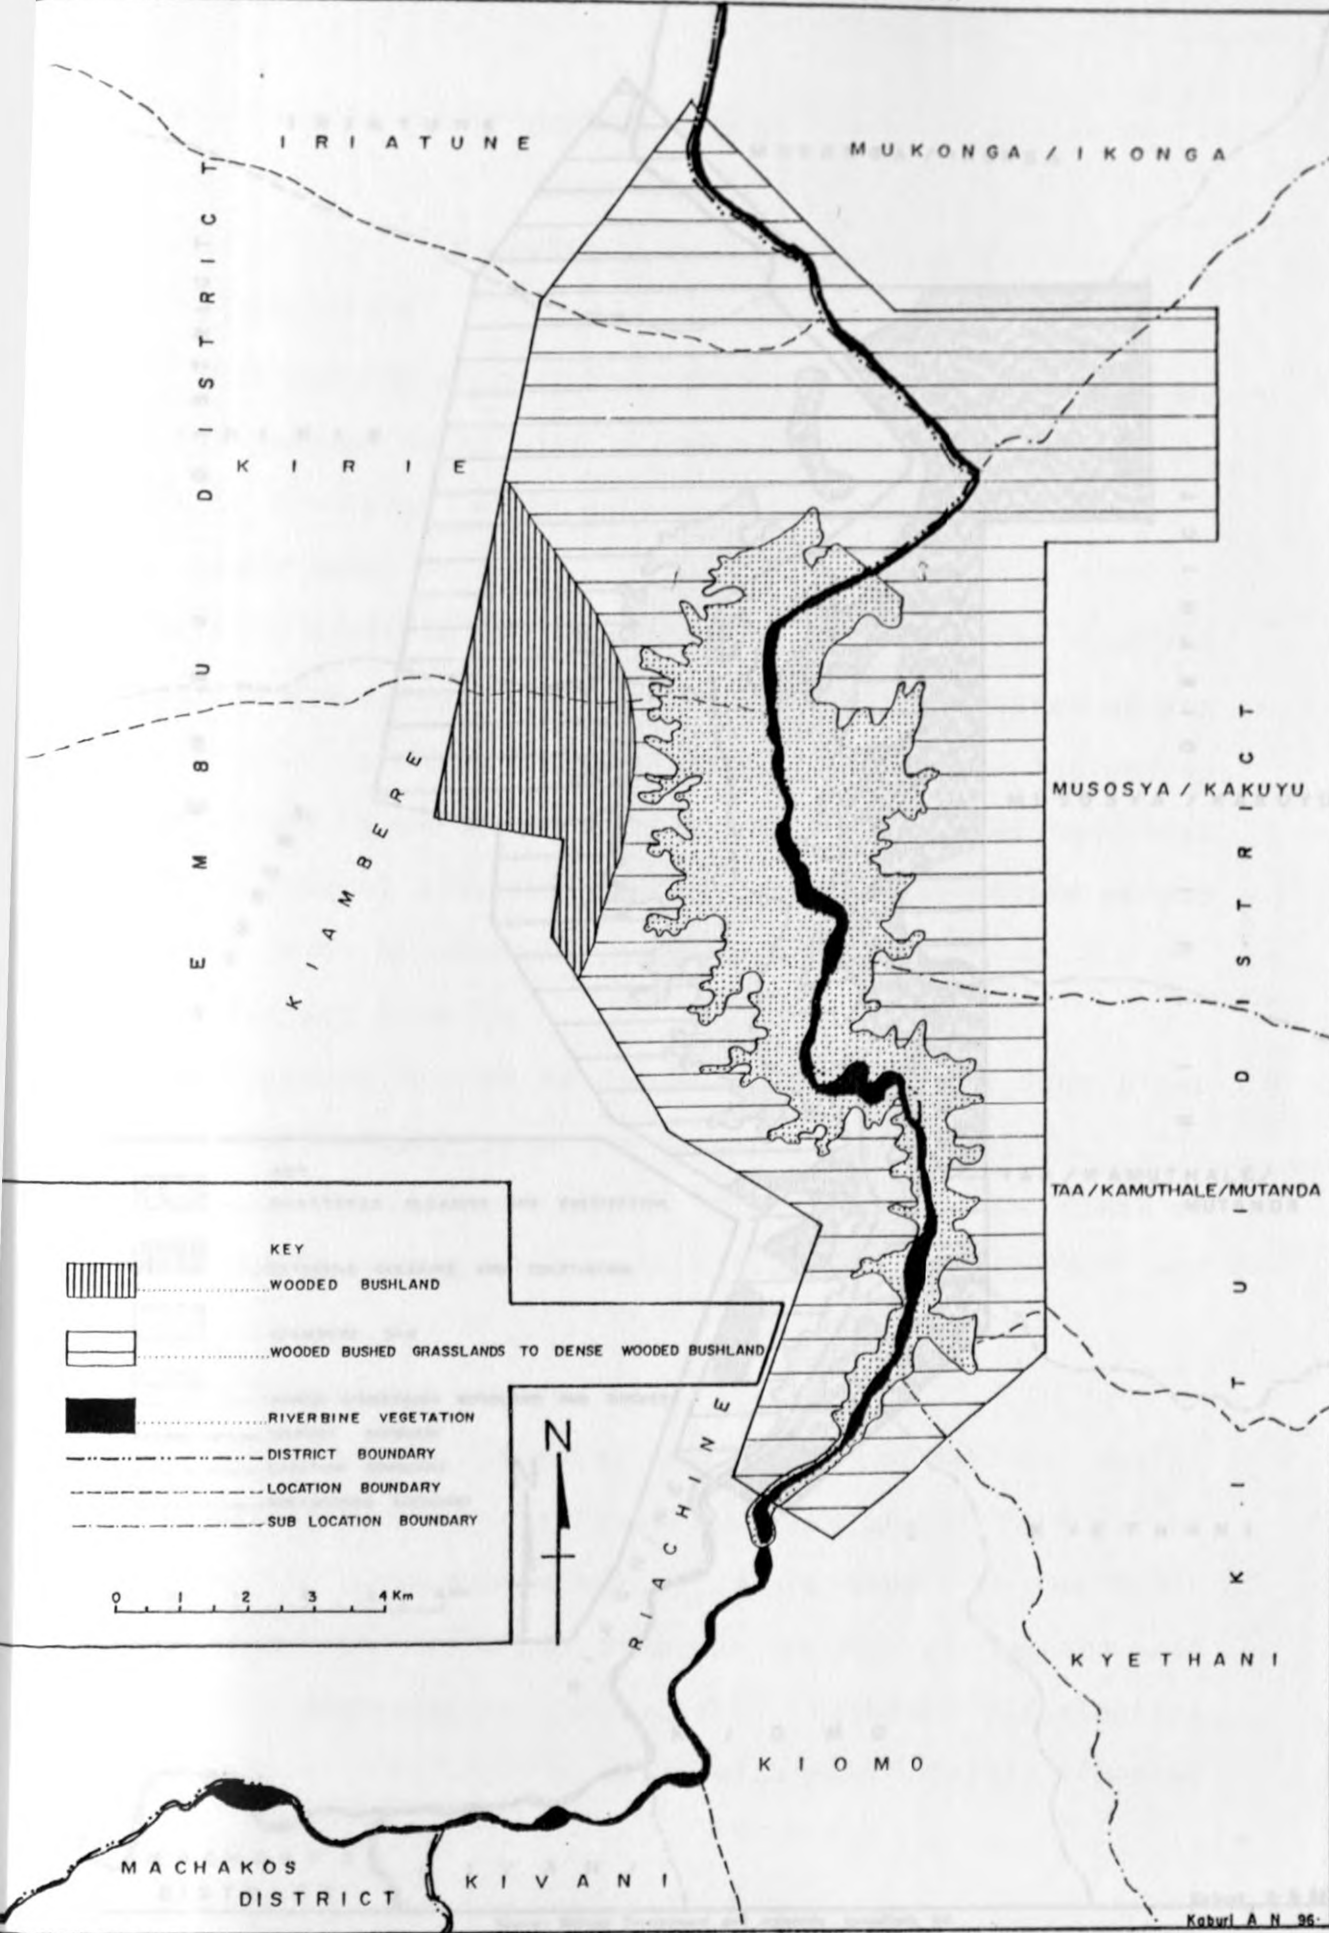 IRIATUNE
MUKONGA / IKONGA
EMBU DISTRICT
KIRIE
KIAMBERE
MUSOSYA / KAKUYU
KITUI DISTRICT
TAA / KAMUTHALE/MUTANDA
KEY
WOODED BUSHLAND
WOODED BUSHED GRASSLANDS TO DENSE WOODED BUSHLAND
RIVERBINE VEGETATION
DISTRICT BOUNDARY
LOCATION BOUNDARY
SUB LOCATION BOUNDARY
N
0 1 2 3 4 Km
RIACHINE
KYETHANI
KIOMO
MACHAKOS
DISTRICT
KIVANI
Kaburi A N 96